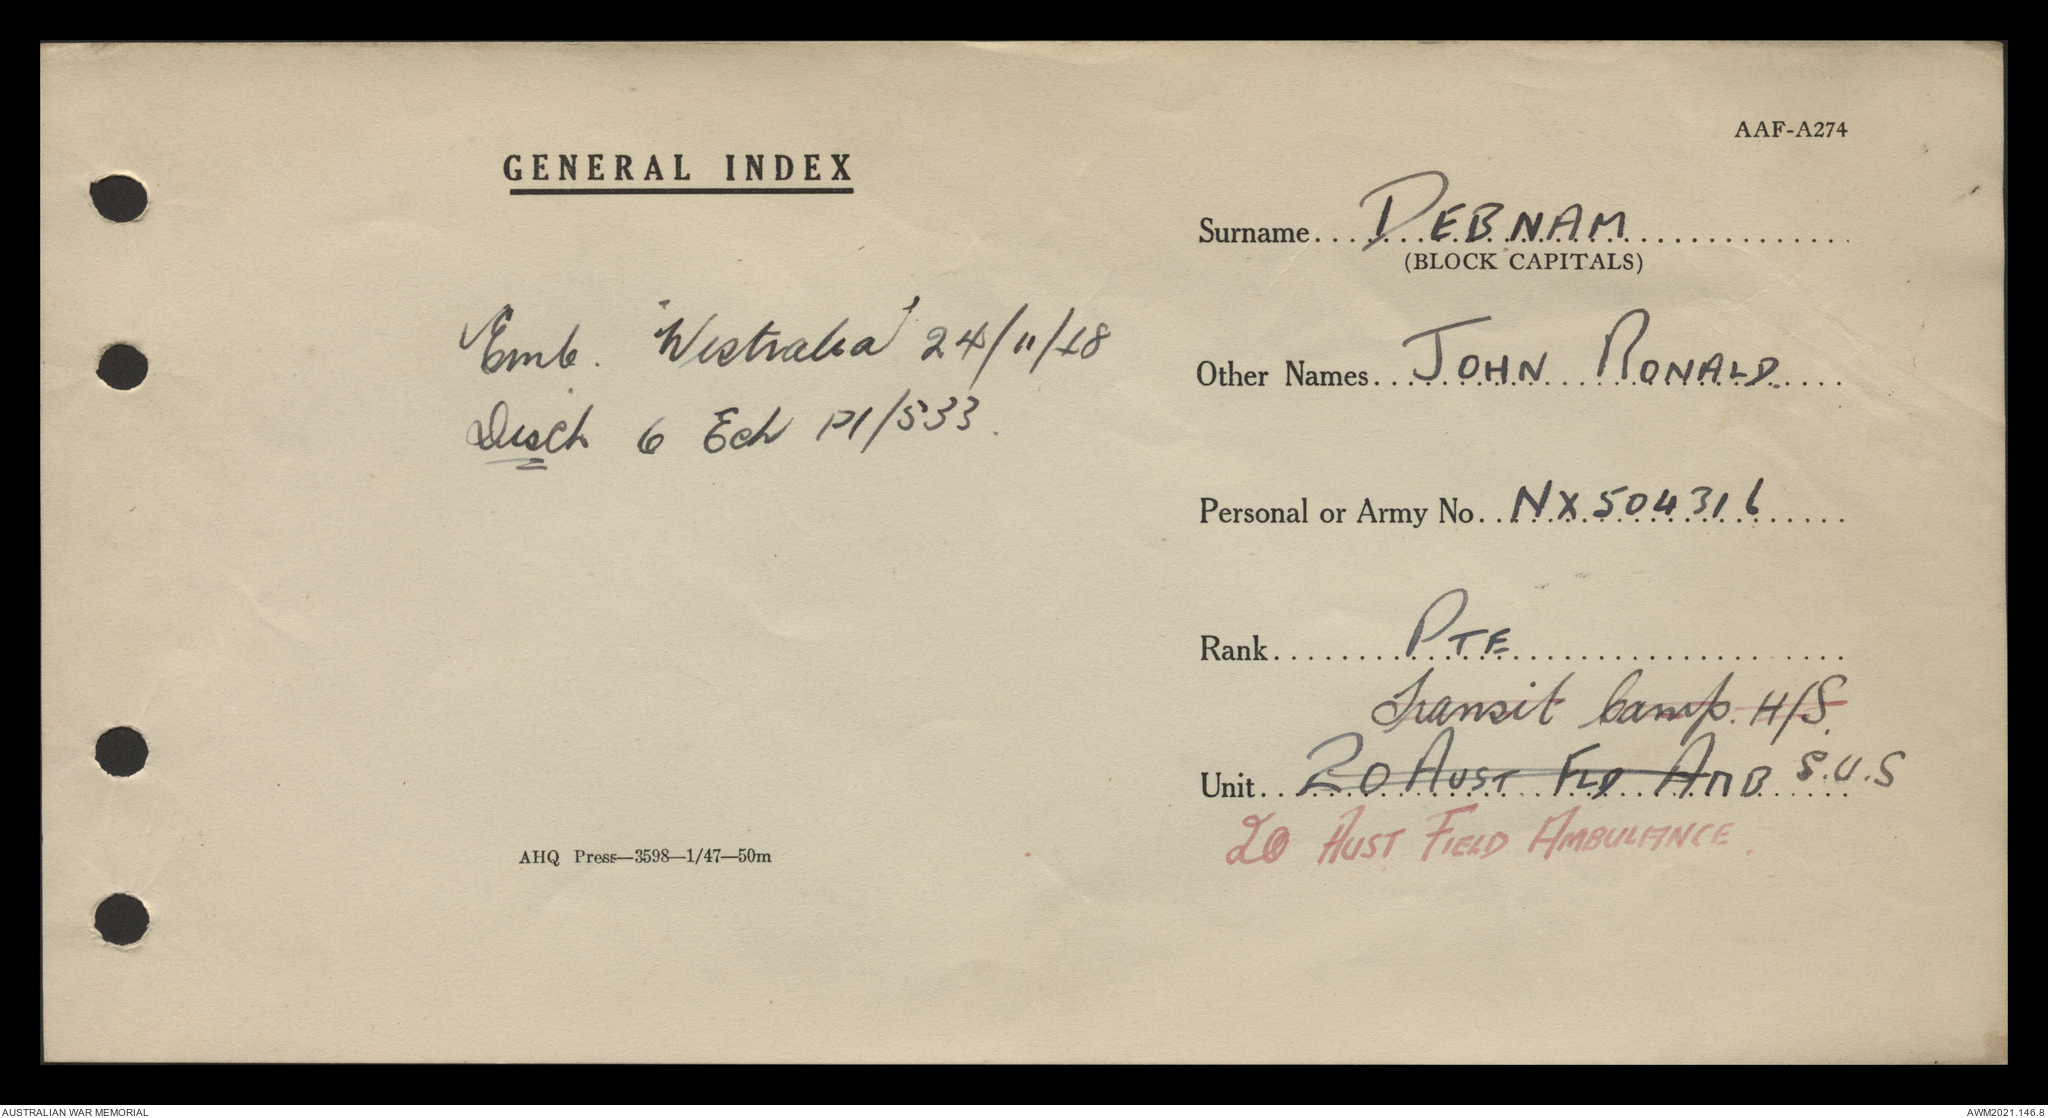 AAF-A274
GENERAL INDEX
Surname DEBNAM
(BLOCK CAPITALS)
Emb. "Westralia" 24/11/48
Other Names JOHN RONALD
Disch 6 Ech P1/533.
Personal or Army No. NX504316
Rank PTE
Transit Camp. H/S.
Unit 20 AUST FLD AMB S.U.S
20 AUST FIELD AMBULANCE.
AHQ Press—3598—1/47—50m
AUSTRALIAN WAR MEMORIAL
AWM2021.146.8